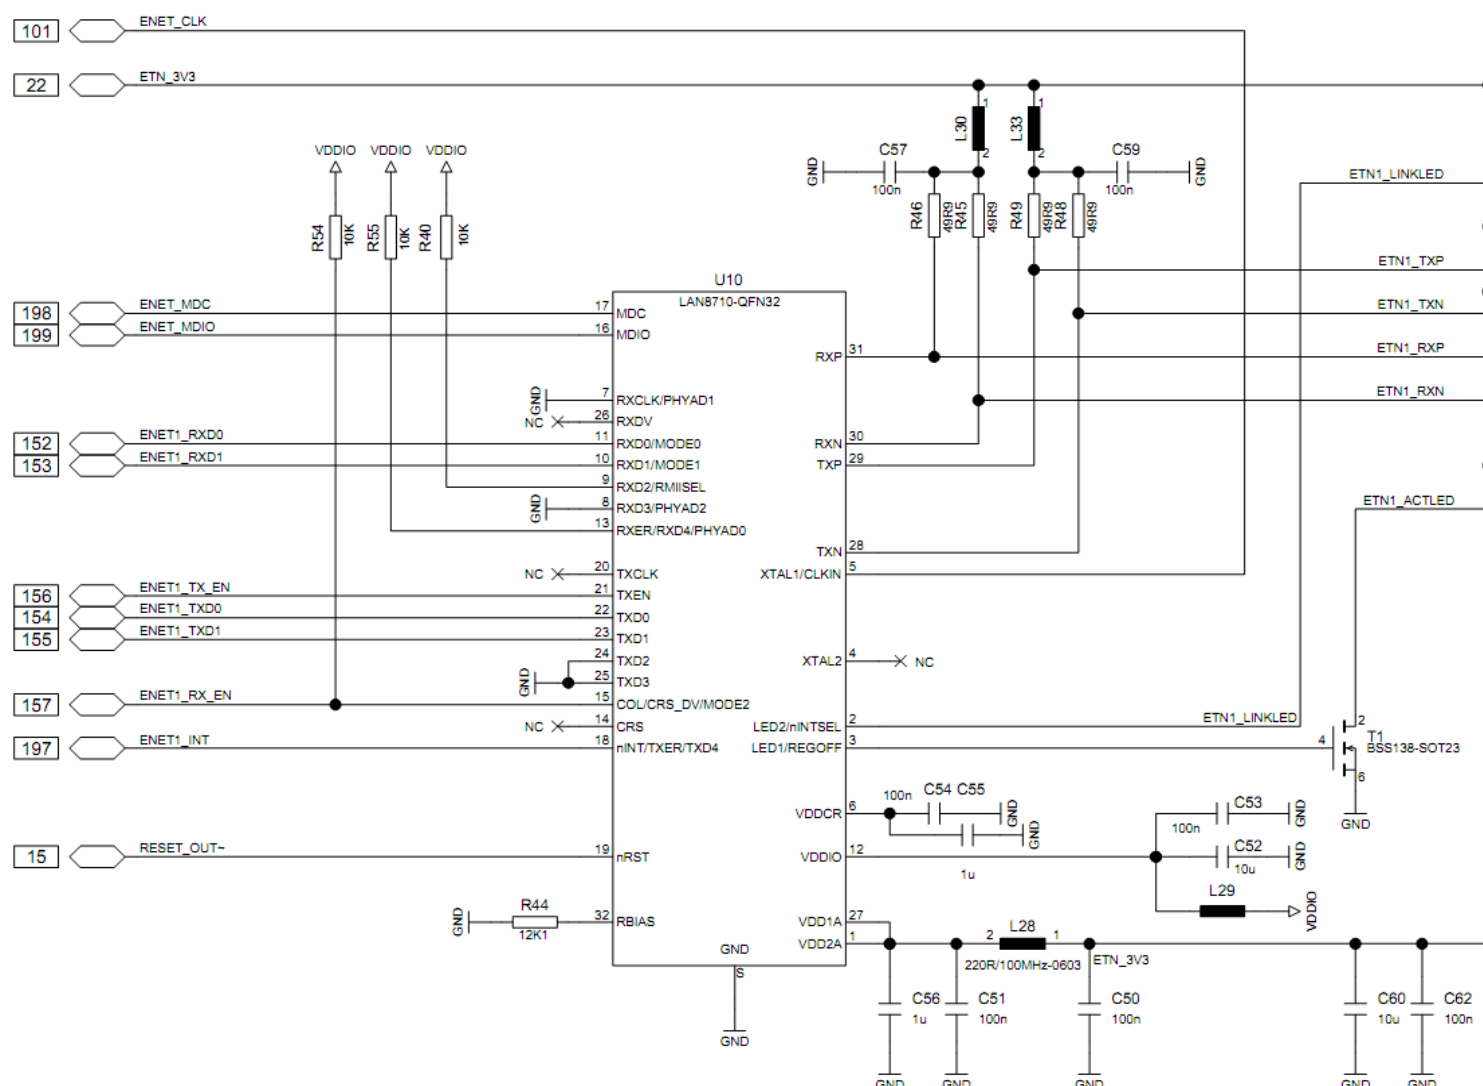 101 ENET_CLK
22 ETN_3V3
1 1
L30 L33
2 2
VDDIO VDDIO VDDIO
GND C57 100n
C59 100n GND
R46 49R9 R45 49R9 R49 49R9 R48 49R9
R54 10K R55 10K R40 10K
ETN1_LINKLED
ETN1_TXP
ETN1_TXN
ETN1_RXP
ETN1_RXN
ETN1_ACTLED
U10
LAN8710-QFN32
198 ENET_MDC 17 MDC
199 ENET_MDIO 16 MDIO
RXP 31
GND 7 RXCLK/PHYAD1
NC 26 RXDV
152 ENET1_RXD0 11 RXD0/MODE0
RXN 30
153 ENET1_RXD1 10 RXD1/MODE1
TXP 29
9 RXD2/RMIISEL
GND 8 RXD3/PHYAD2
13 RXER/RXD4/PHYAD0
TXN 28
NC 20 TXCLK
XTAL1/CLKIN 5
156 ENET1_TX_EN 21 TXEN
154 ENET1_TXD0 22 TXD0
155 ENET1_TXD1 23 TXD1
24 TXD2
XTAL2 4 NC
GND 25 TXD3
157 ENET1_RX_EN 15 COL/CRS_DV/MODE2
NC 14 CRS
LED2/nINTSEL 2 ETN1_LINKLED
197 ENET1_INT 18 nINT/TXER/TXD4
LED1/REGOFF 3
4 2 T1
BSS138-SOT23
6
GND
VDDCR 6
100n C54 C55 GND
GND
1u
C53 100n GND
15 RESET_OUT~ 19 nRST
VDDIO 12
C52 10u GND
L29 VDDIO
GND R44 12K1 32 RBIAS
VDD1A 27
VDD2A 1
2 L28 1
220R/100MHz-0603
ETN_3V3
GND
S
GND
C56 1u
C51 100n
C50 100n
C60 10u
C62 100n
GND GND GND GND GND